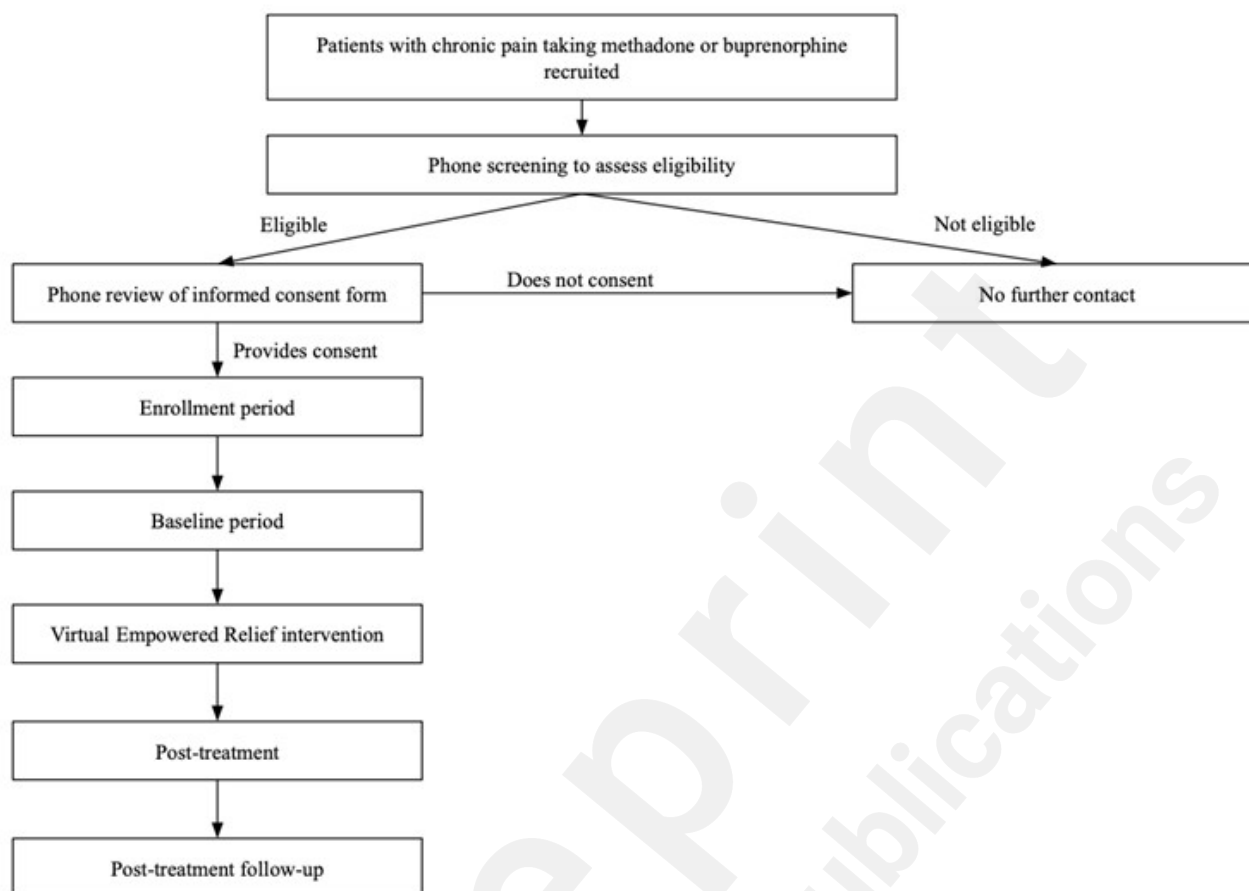 Patients with chronic pain taking methadone or buprenorphine
recruited
Phone screening to assess eligibility
Eligible
Not eligible
Phone review of informed consent form
Does not consent
No further contact
Provides consent
Enrollment period
Baseline period
Virtual Empowered Relief intervention
Post-treatment
Post-treatment follow-up
eprint
ublications